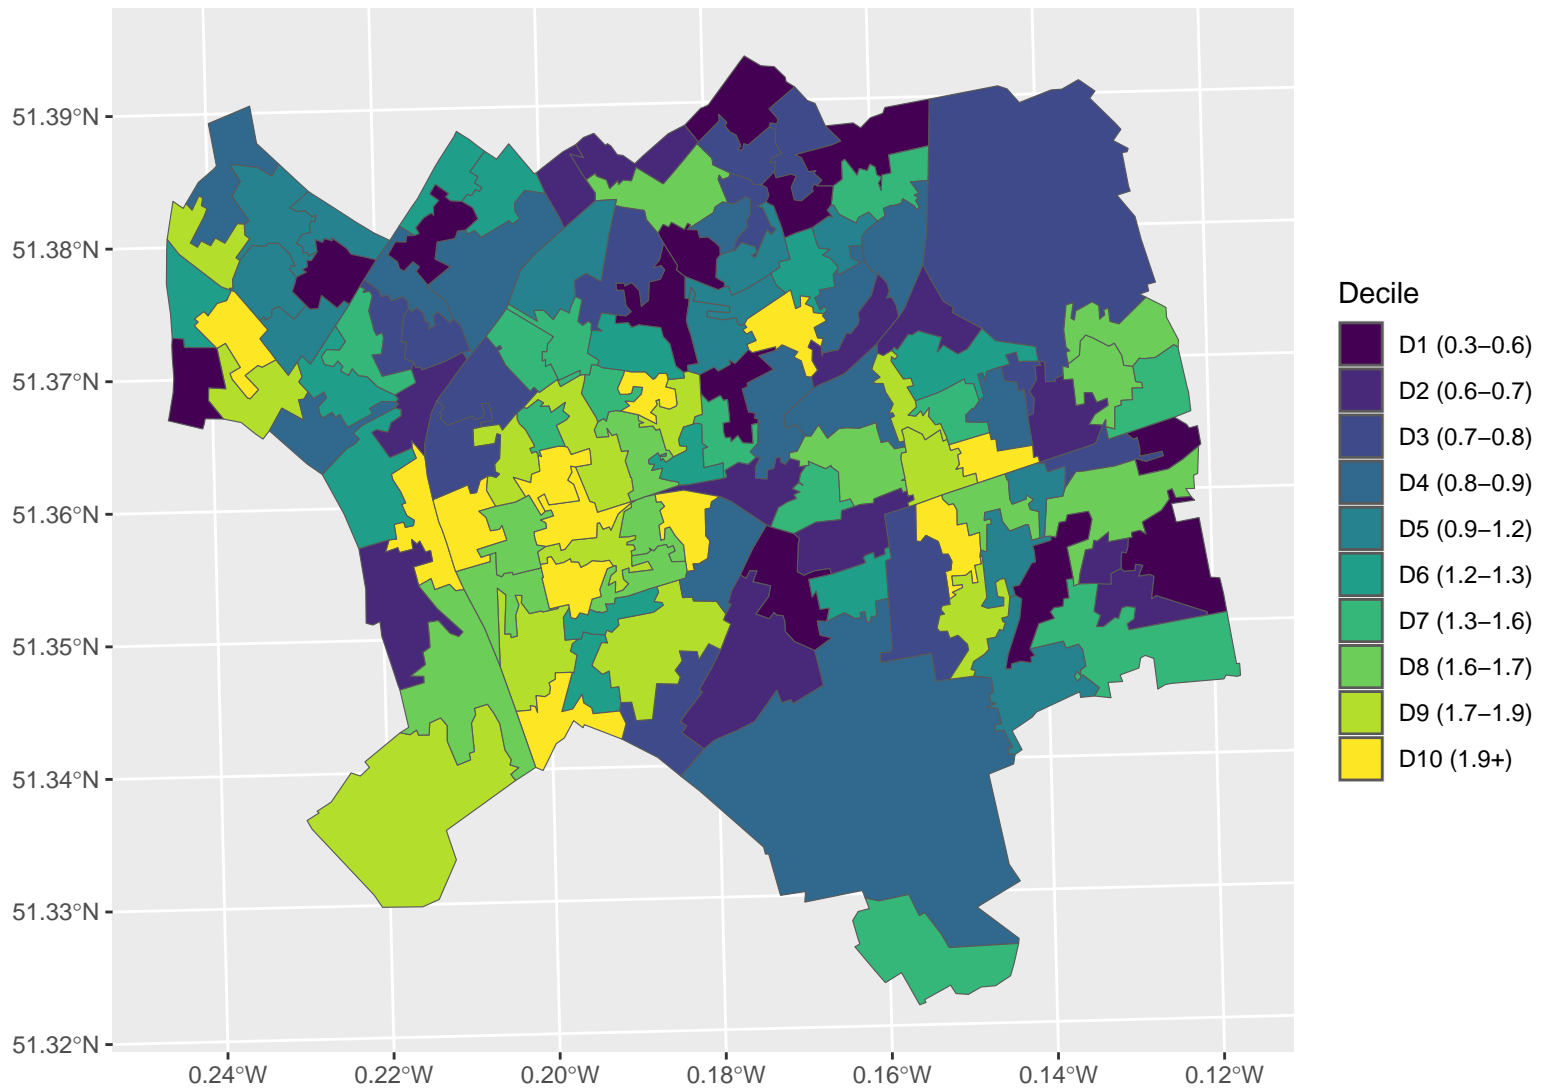 51.39°N
51.38°N
51.37°N
51.36°N
51.35°N
51.34°N
51.33°N
51.32°N
0.24°W 0.22°W 0.20°W 0.18°W 0.16°W 0.14°W 0.12°W
Decile
D1 (0.3−0.6)
D2 (0.6−0.7)
D3 (0.7−0.8)
D4 (0.8−0.9)
D5 (0.9−1.2)
D6 (1.2−1.3)
D7 (1.3−1.6)
D8 (1.6−1.7)
D9 (1.7−1.9)
D10 (1.9+)